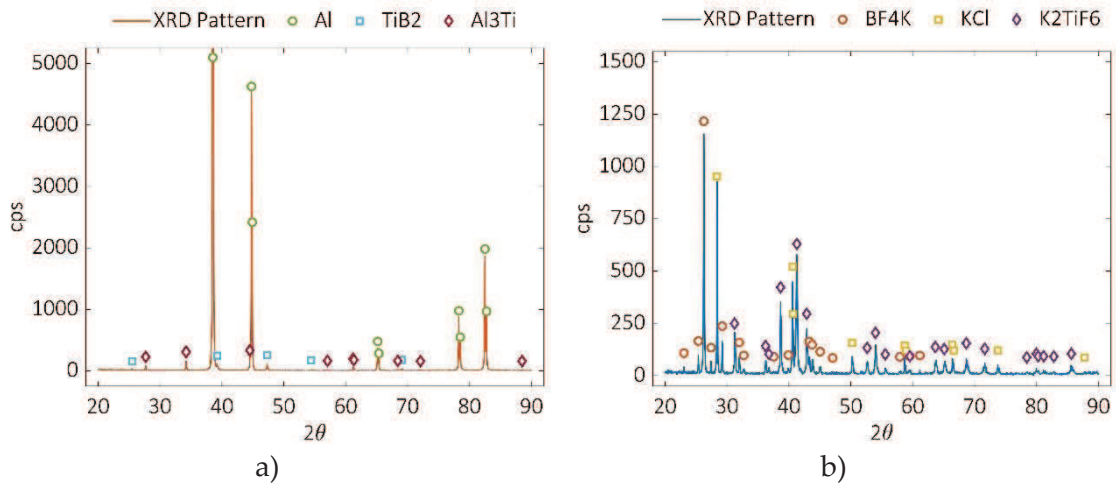 XRD Pattern Al TiB2 Al3Ti
5000
4000
3000
2000
1000
0
cps
20 30 40 50 60 70 80 90
2θ
a)
XRD Pattern BF4K KCl K2TiF6
1500
1250
1000
750
500
250
0
cps
20 30 40 50 60 70 80 90
2θ
b)